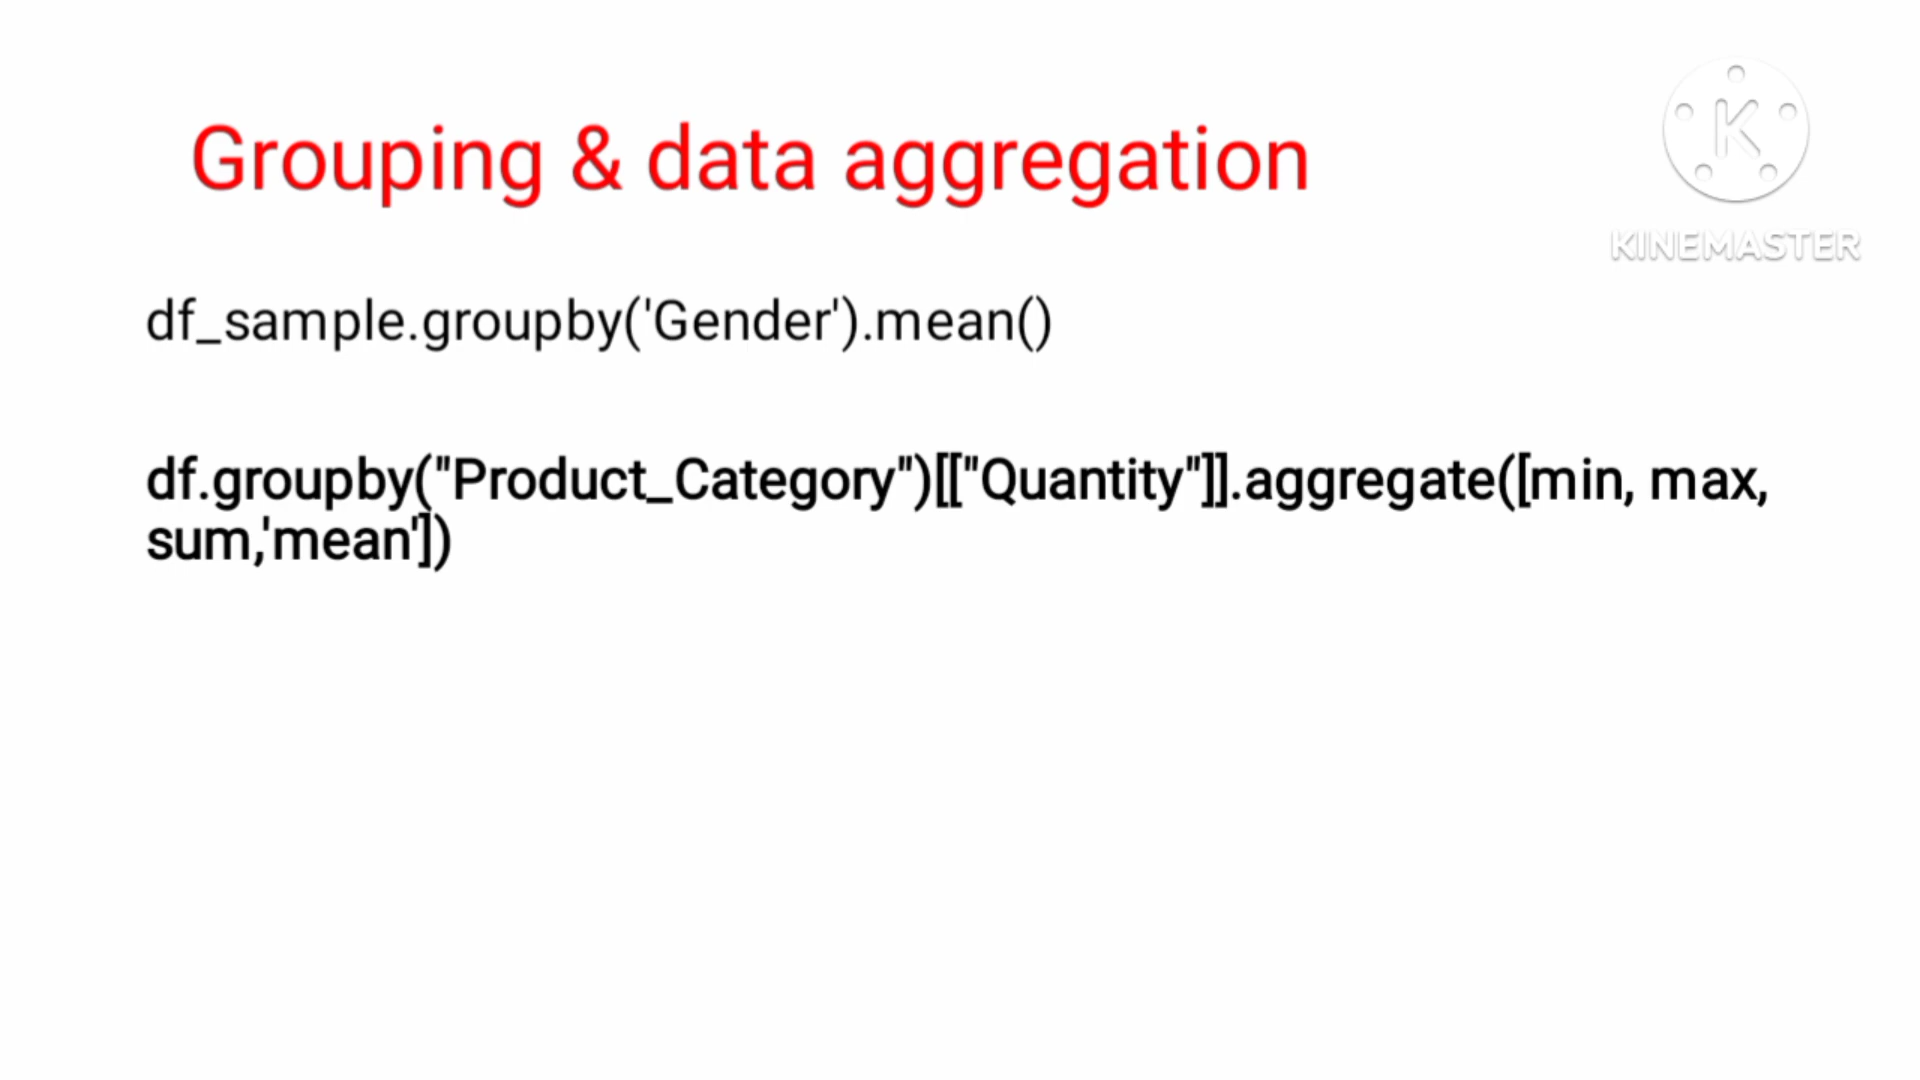 Grouping & data aggregation
K
KINEMASTER
df_sample.groupby('Gender').mean()
df.groupby("Product_Category")[["Quantity"]].aggregate([min, max,
sum,'mean'])